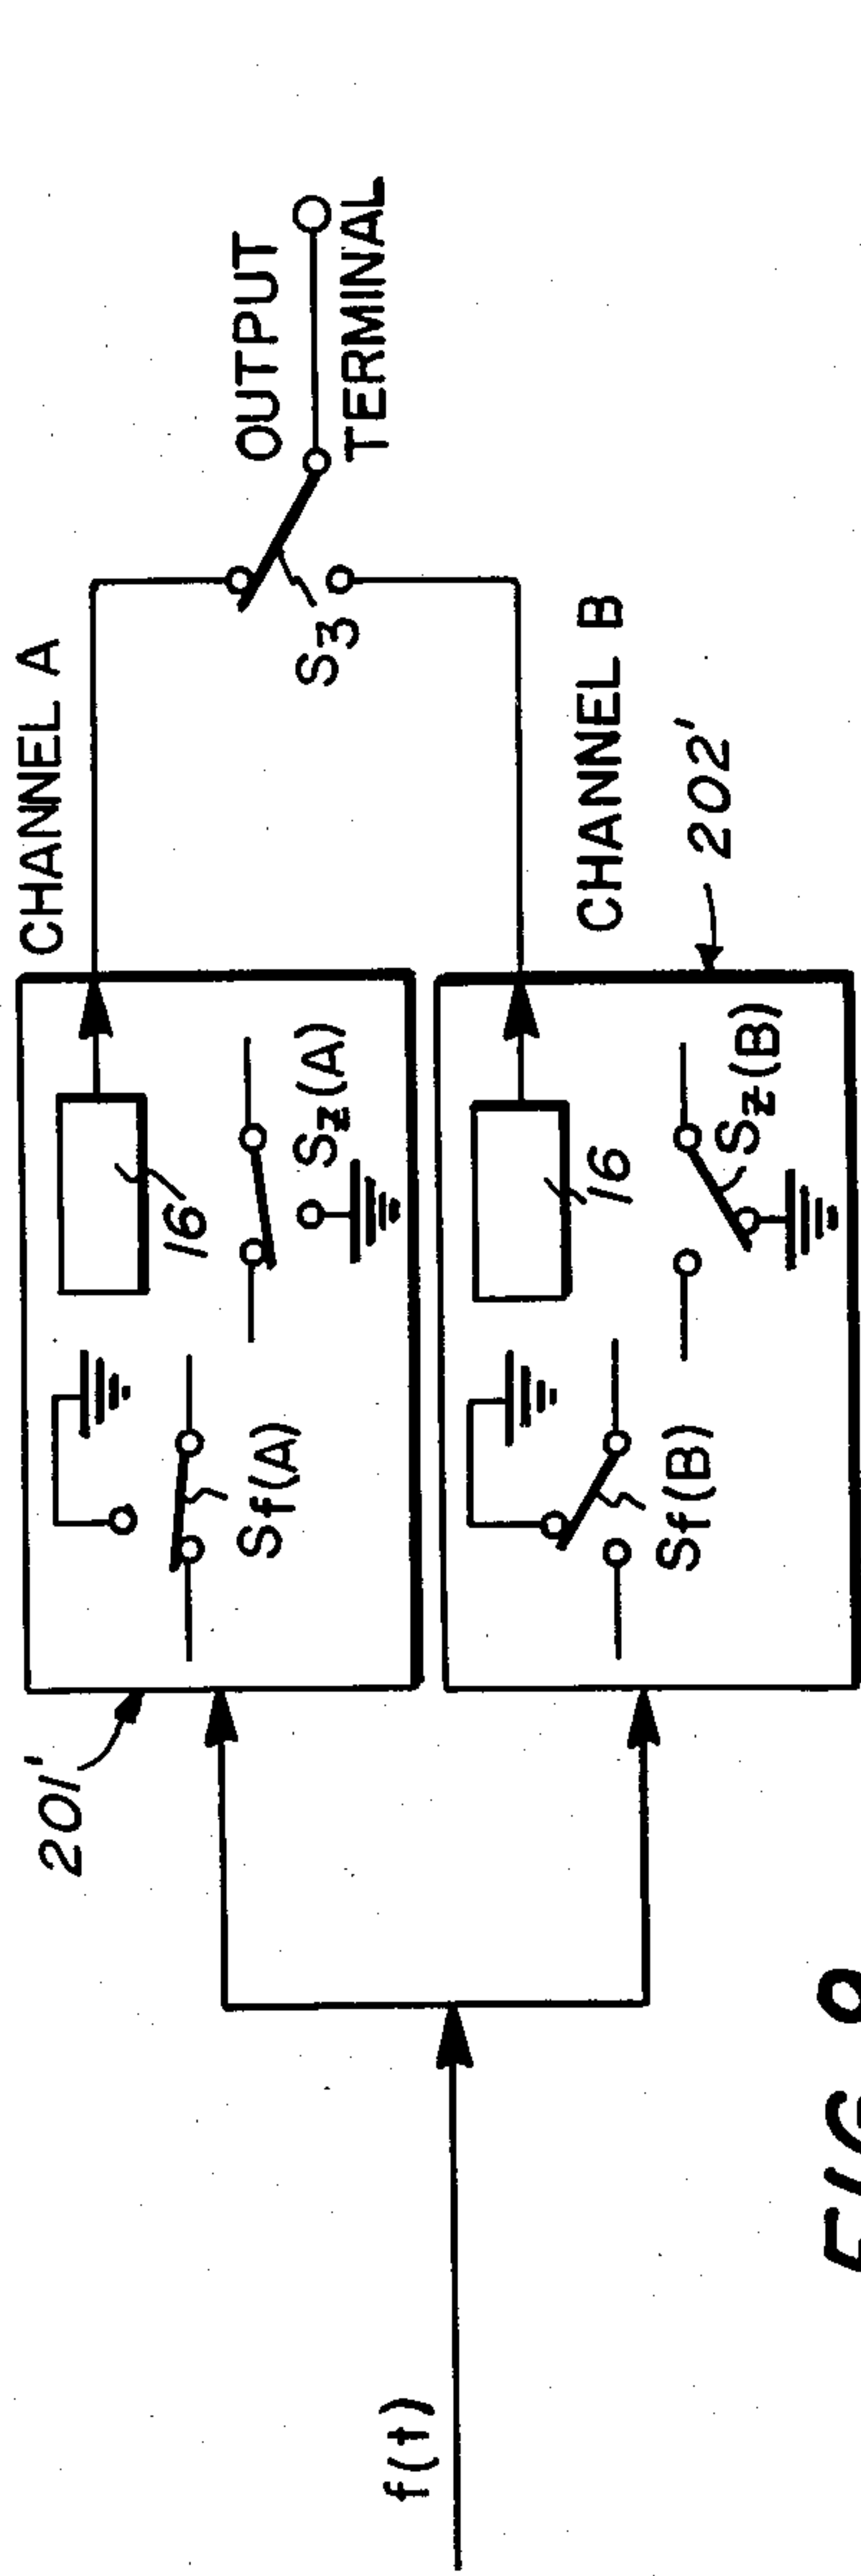 f(t)
201'
CHANNEL A
Sf(A)
16
Sz(A)
OUTPUT
TERMINAL
S3
CHANNEL B
202'
Sf(B)
16
Sz(B)